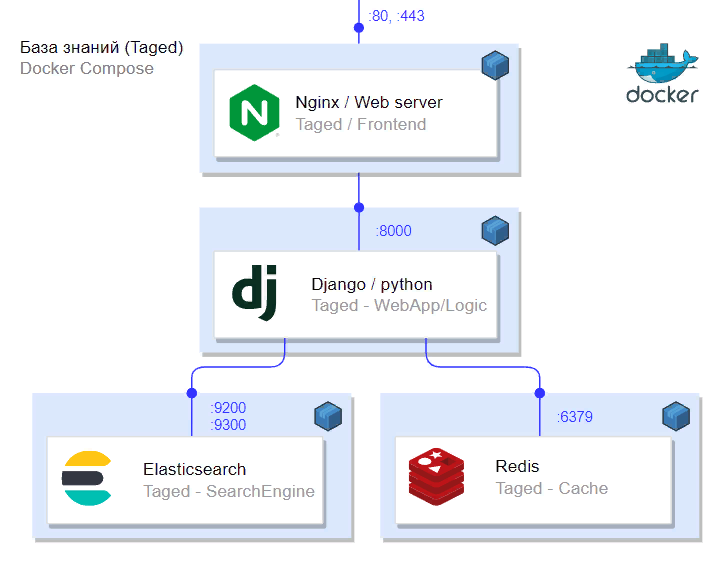 :80, :443
База знаний (Taged)
Docker Compose
docker
Nginx / Web server
Taged / Frontend
N
:8000
dj
Django / python
Taged - WebApp/Logic
:9200
:9300
:6379
Elasticsearch
Taged - SearchEngine
Redis
Taged - Cache